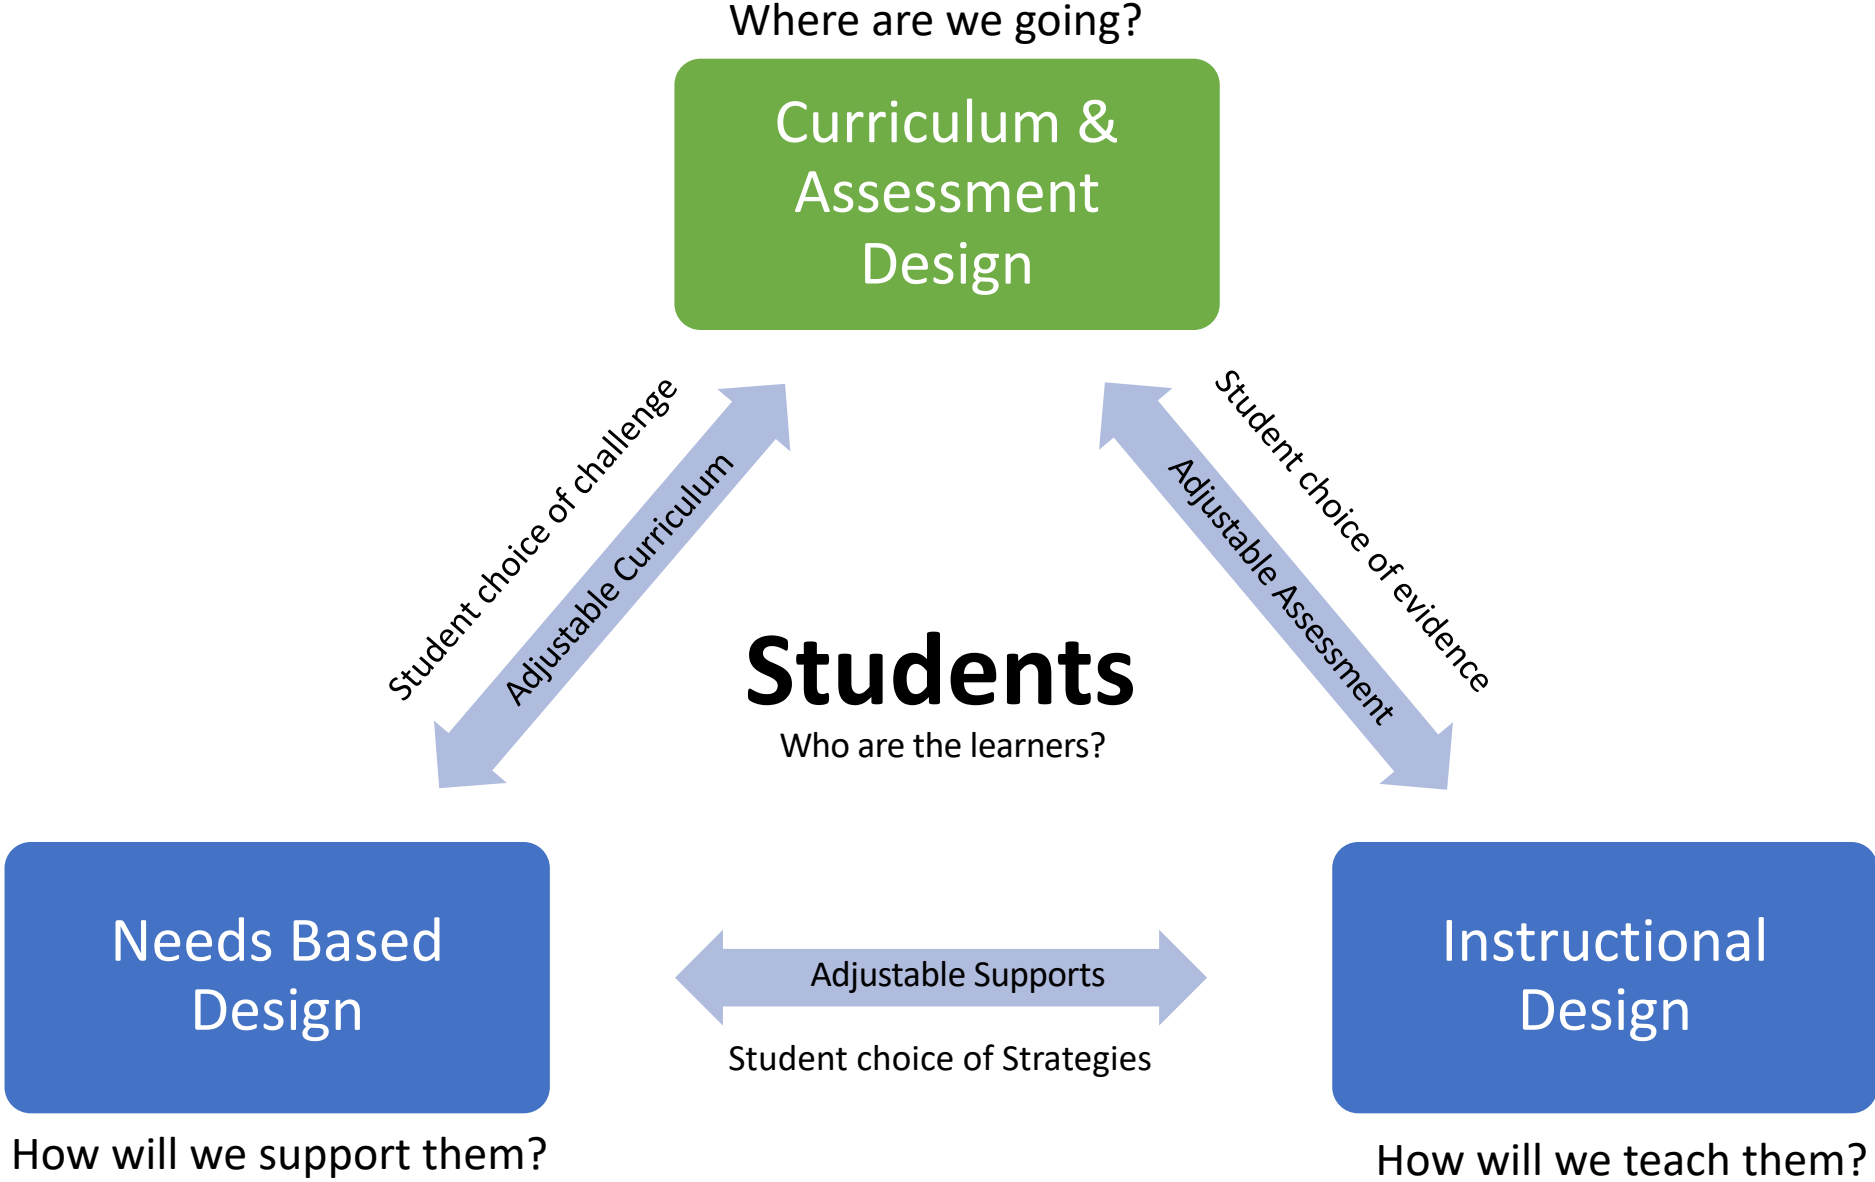 Where are we going?
Curriculum &
Assessment
Design
Student choice of challenge
Adjustable Curriculum
Student choice of evidence
Adjustable Assessment
Students
Who are the learners?
Needs Based
Design
Adjustable Supports
Student choice of Strategies
Instructional
Design
How will we support them?
How will we teach them?